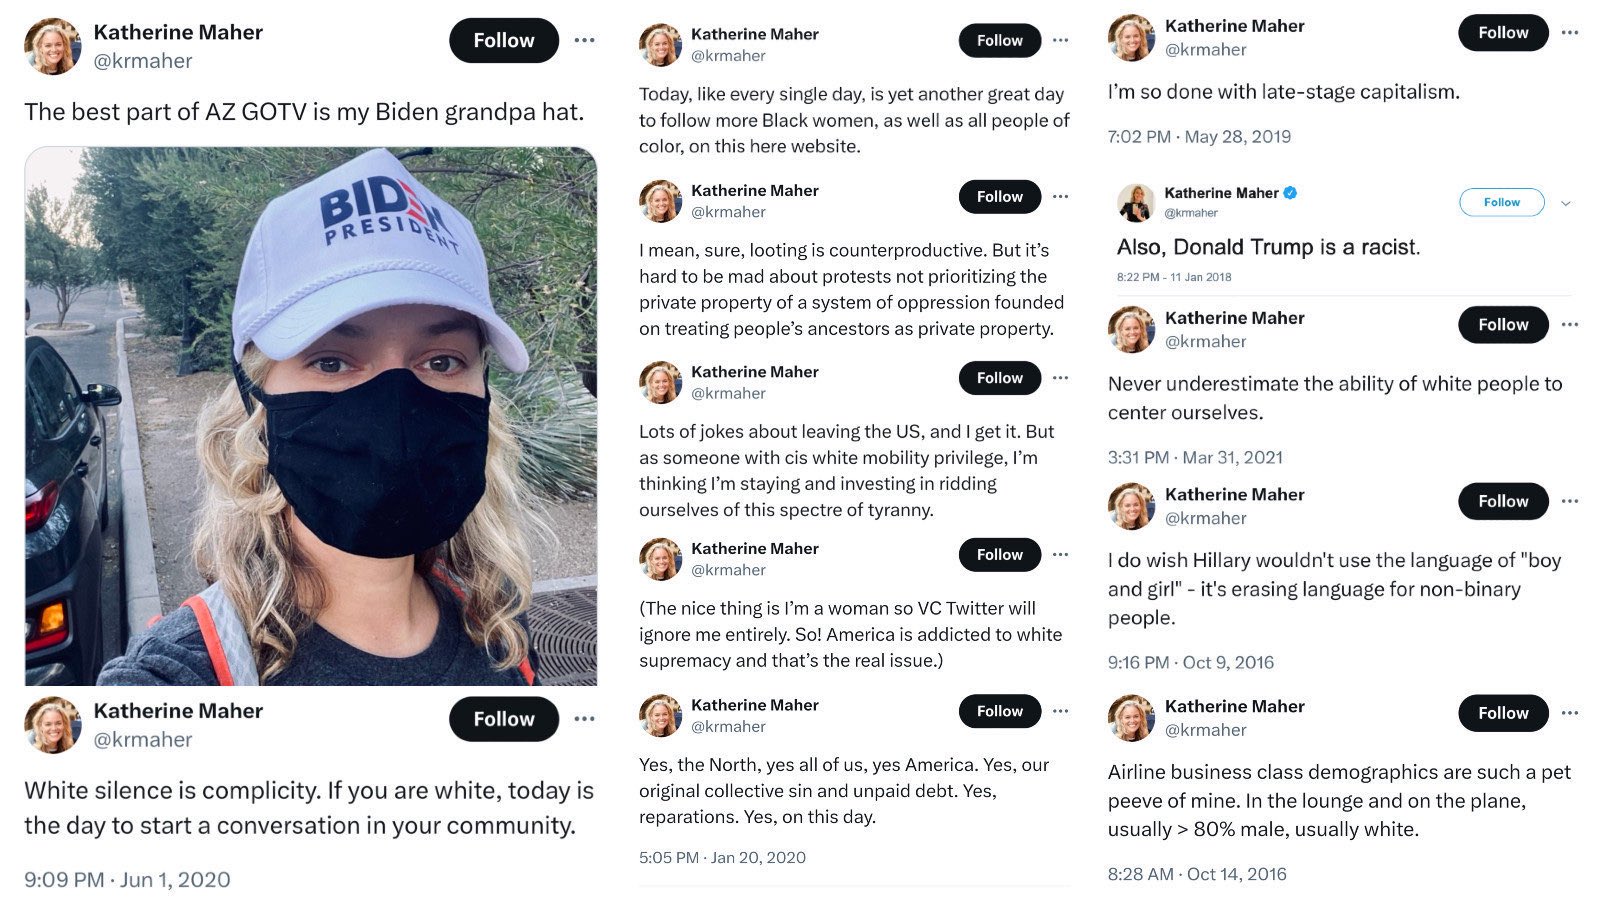 Katherine Maher
@krmaher
Follow
The best part of AZ GOTV is my Biden grandpa hat.
BIDEN
PRESIDENT
Katherine Maher
@krmaher
Follow
White silence is complicity. If you are white, today is
the day to start a conversation in your community.
9:09 PM · Jun 1, 2020
Katherine Maher
@krmaher
Follow
Today, like every single day, is yet another great day
to follow more Black women, as well as all people of
color, on this here website.
Katherine Maher
@krmaher
Follow
I mean, sure, looting is counterproductive. But it’s
hard to be mad about protests not prioritizing the
private property of a system of oppression founded
on treating people’s ancestors as private property.
Katherine Maher
@krmaher
Follow
Lots of jokes about leaving the US, and I get it. But
as someone with cis white mobility privilege, I’m
thinking I’m staying and investing in ridding
ourselves of this spectre of tyranny.
Katherine Maher
@krmaher
Follow
(The nice thing is I’m a woman so VC Twitter will
ignore me entirely. So! America is addicted to white
supremacy and that’s the real issue.)
Katherine Maher
@krmaher
Follow
Yes, the North, yes all of us, yes America. Yes, our
original collective sin and unpaid debt. Yes,
reparations. Yes, on this day.
5:05 PM · Jan 20, 2020
Katherine Maher
@krmaher
Follow
I’m so done with late-stage capitalism.
7:02 PM · May 28, 2019
Katherine Maher
@krmaher
Follow
Also, Donald Trump is a racist.
8:22 PM - 11 Jan 2018
Katherine Maher
@krmaher
Follow
Never underestimate the ability of white people to
center ourselves.
3:31 PM · Mar 31, 2021
Katherine Maher
@krmaher
Follow
I do wish Hillary wouldn't use the language of "boy
and girl" - it's erasing language for non-binary
people.
9:16 PM · Oct 9, 2016
Katherine Maher
@krmaher
Follow
Airline business class demographics are such a pet
peeve of mine. In the lounge and on the plane,
usually > 80% male, usually white.
8:28 AM · Oct 14, 2016